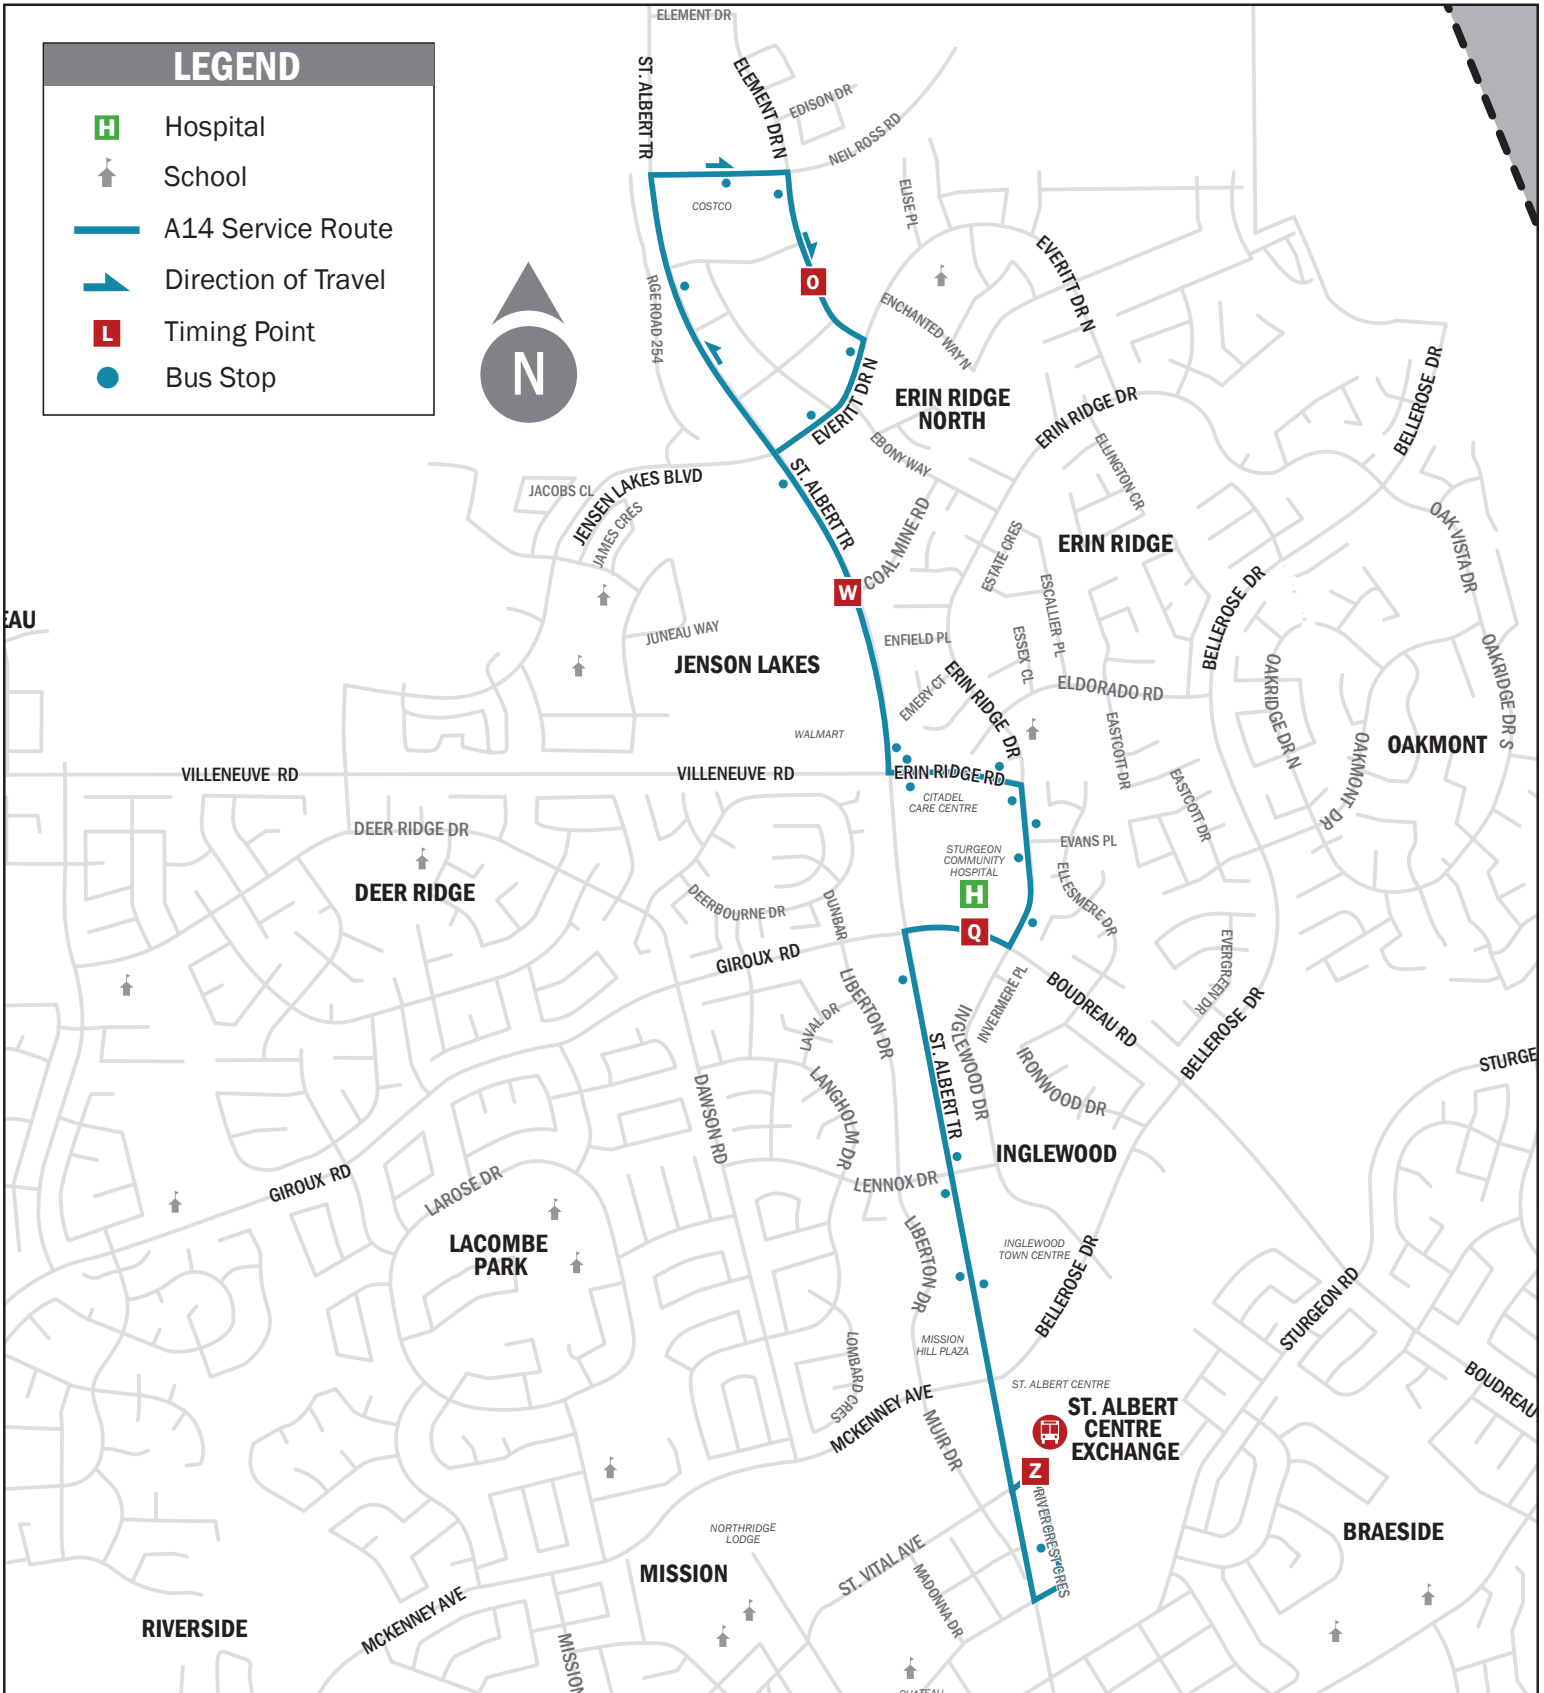 ELEMENT DR
LEGEND
H Hospital
School
A14 Service Route
Direction of Travel
L Timing Point
Bus Stop
N
ST. ALBERT TR
ELEMENT DR N
EDISON DR
NEIL ROSS RD
COSTCO
ELISE PL
O
RGE ROAD 254
EVERITT DR N
ENCHANTED WAY N
EVERITT DR N
ERIN RIDGE
NORTH
ERIN RIDGE DR
BELLEROSE DR
EBONY WAY
ELLINGTON CR
ST. ALBERT TR
JACOBS CL
JENSEN LAKES BLVD
JAMES CRES
COAL MINE RD
W
ESTATE CRES
ERIN RIDGE
OAK VISTA DR
BELLEROSE DR
ESCALLIER PL
EAU
JUNEAU WAY
ENFIELD PL
ESSEX CL
JENSON LAKES
EMERY CT
ERIN RIDGE DR
ELDORADO RD
OAKRIDGE DR N
OAKRIDGE DR S
EASTCOTT DR
OAKMONT
OAKMONT DR
WALMART
VILLENEUVE RD
VILLENEUVE RD
ERIN RIDGE RD
CITADEL
CARE CENTRE
EASTCOTT DR
DEER RIDGE DR
EVANS PL
STURGEON
COMMUNITY
HOSPITAL
H
DEER RIDGE
DEERBOURNE DR
DUNBAR
ELLESMERE DR
Q
EVERGREEN DR
GIROUX RD
LIBERTON DR
INVERMERE PL
BOUDREAU RD
BELLEROSE DR
LAVAL DR
INGLEWOOD DR
ST. ALBERT TR
IRONWOOD DR
STURGE
DAWSON RD
LANGHOLM DR
INGLEWOOD
GIROUX RD
LAROSE DR
LENNOX DR
LACOMBE
PARK
LIBERTON DR
INGLEWOOD
TOWN CENTRE
BELLEROSE DR
STURGEON RD
MISSION
HILL PLAZA
LOMBARD CRES
MCKENNEY AVE
MUIR DR
ST. ALBERT CENTRE
ST. ALBERT
CENTRE
EXCHANGE
BOUDREAU
Z
RIVERCREST CRES
NORTHRIDGE
LODGE
MISSION
ST. VITAL AVE
MADONNA DR
BRAESIDE
RIVERSIDE
MCKENNEY AVE
MISSION
CHATEAU